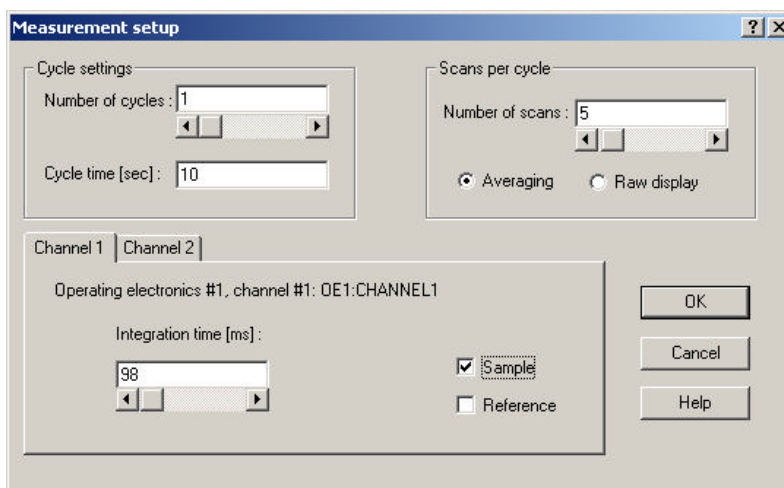 Measurement setup
Cycle settings
Number of cycles : 1
Cycle time [sec] : 10
Scans per cycle
Number of scans : 5
Averaging
Raw display
Channel 1
Channel 2
Operating electronics #1, channel #1: OE1:CHANNEL1
Integration time [ms] :
98
Sample
Reference
OK
Cancel
Help